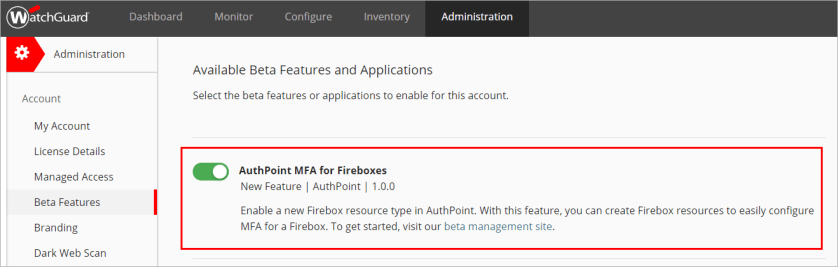 WatchGuard Dashboard Monitor Configure Inventory Administration
Administration
Account
My Account
License Details
Managed Access
Beta Features
Branding
Dark Web Scan
Available Beta Features and Applications
Select the beta features or applications to enable for this account.
AuthPoint MFA for Fireboxes
New Feature | AuthPoint | 1.0.0
Enable a new Firebox resource type in AuthPoint. With this feature, you can create Firebox resources to easily configure
MFA for a Firebox. To get started, visit our beta management site.